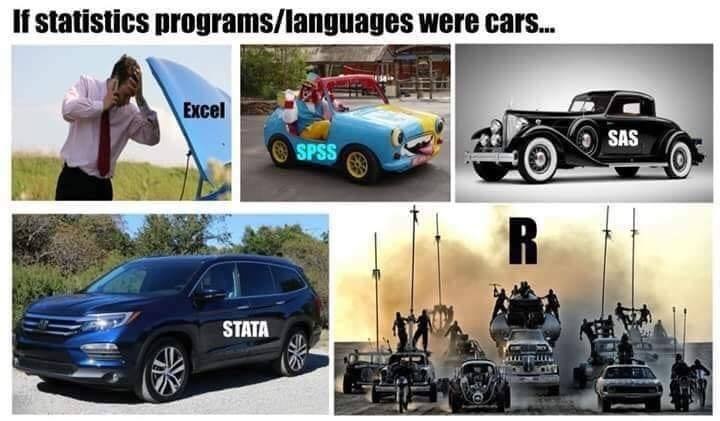 If statistics programs/languages were cars...
Excel
SPSS
SAS
STATA
R